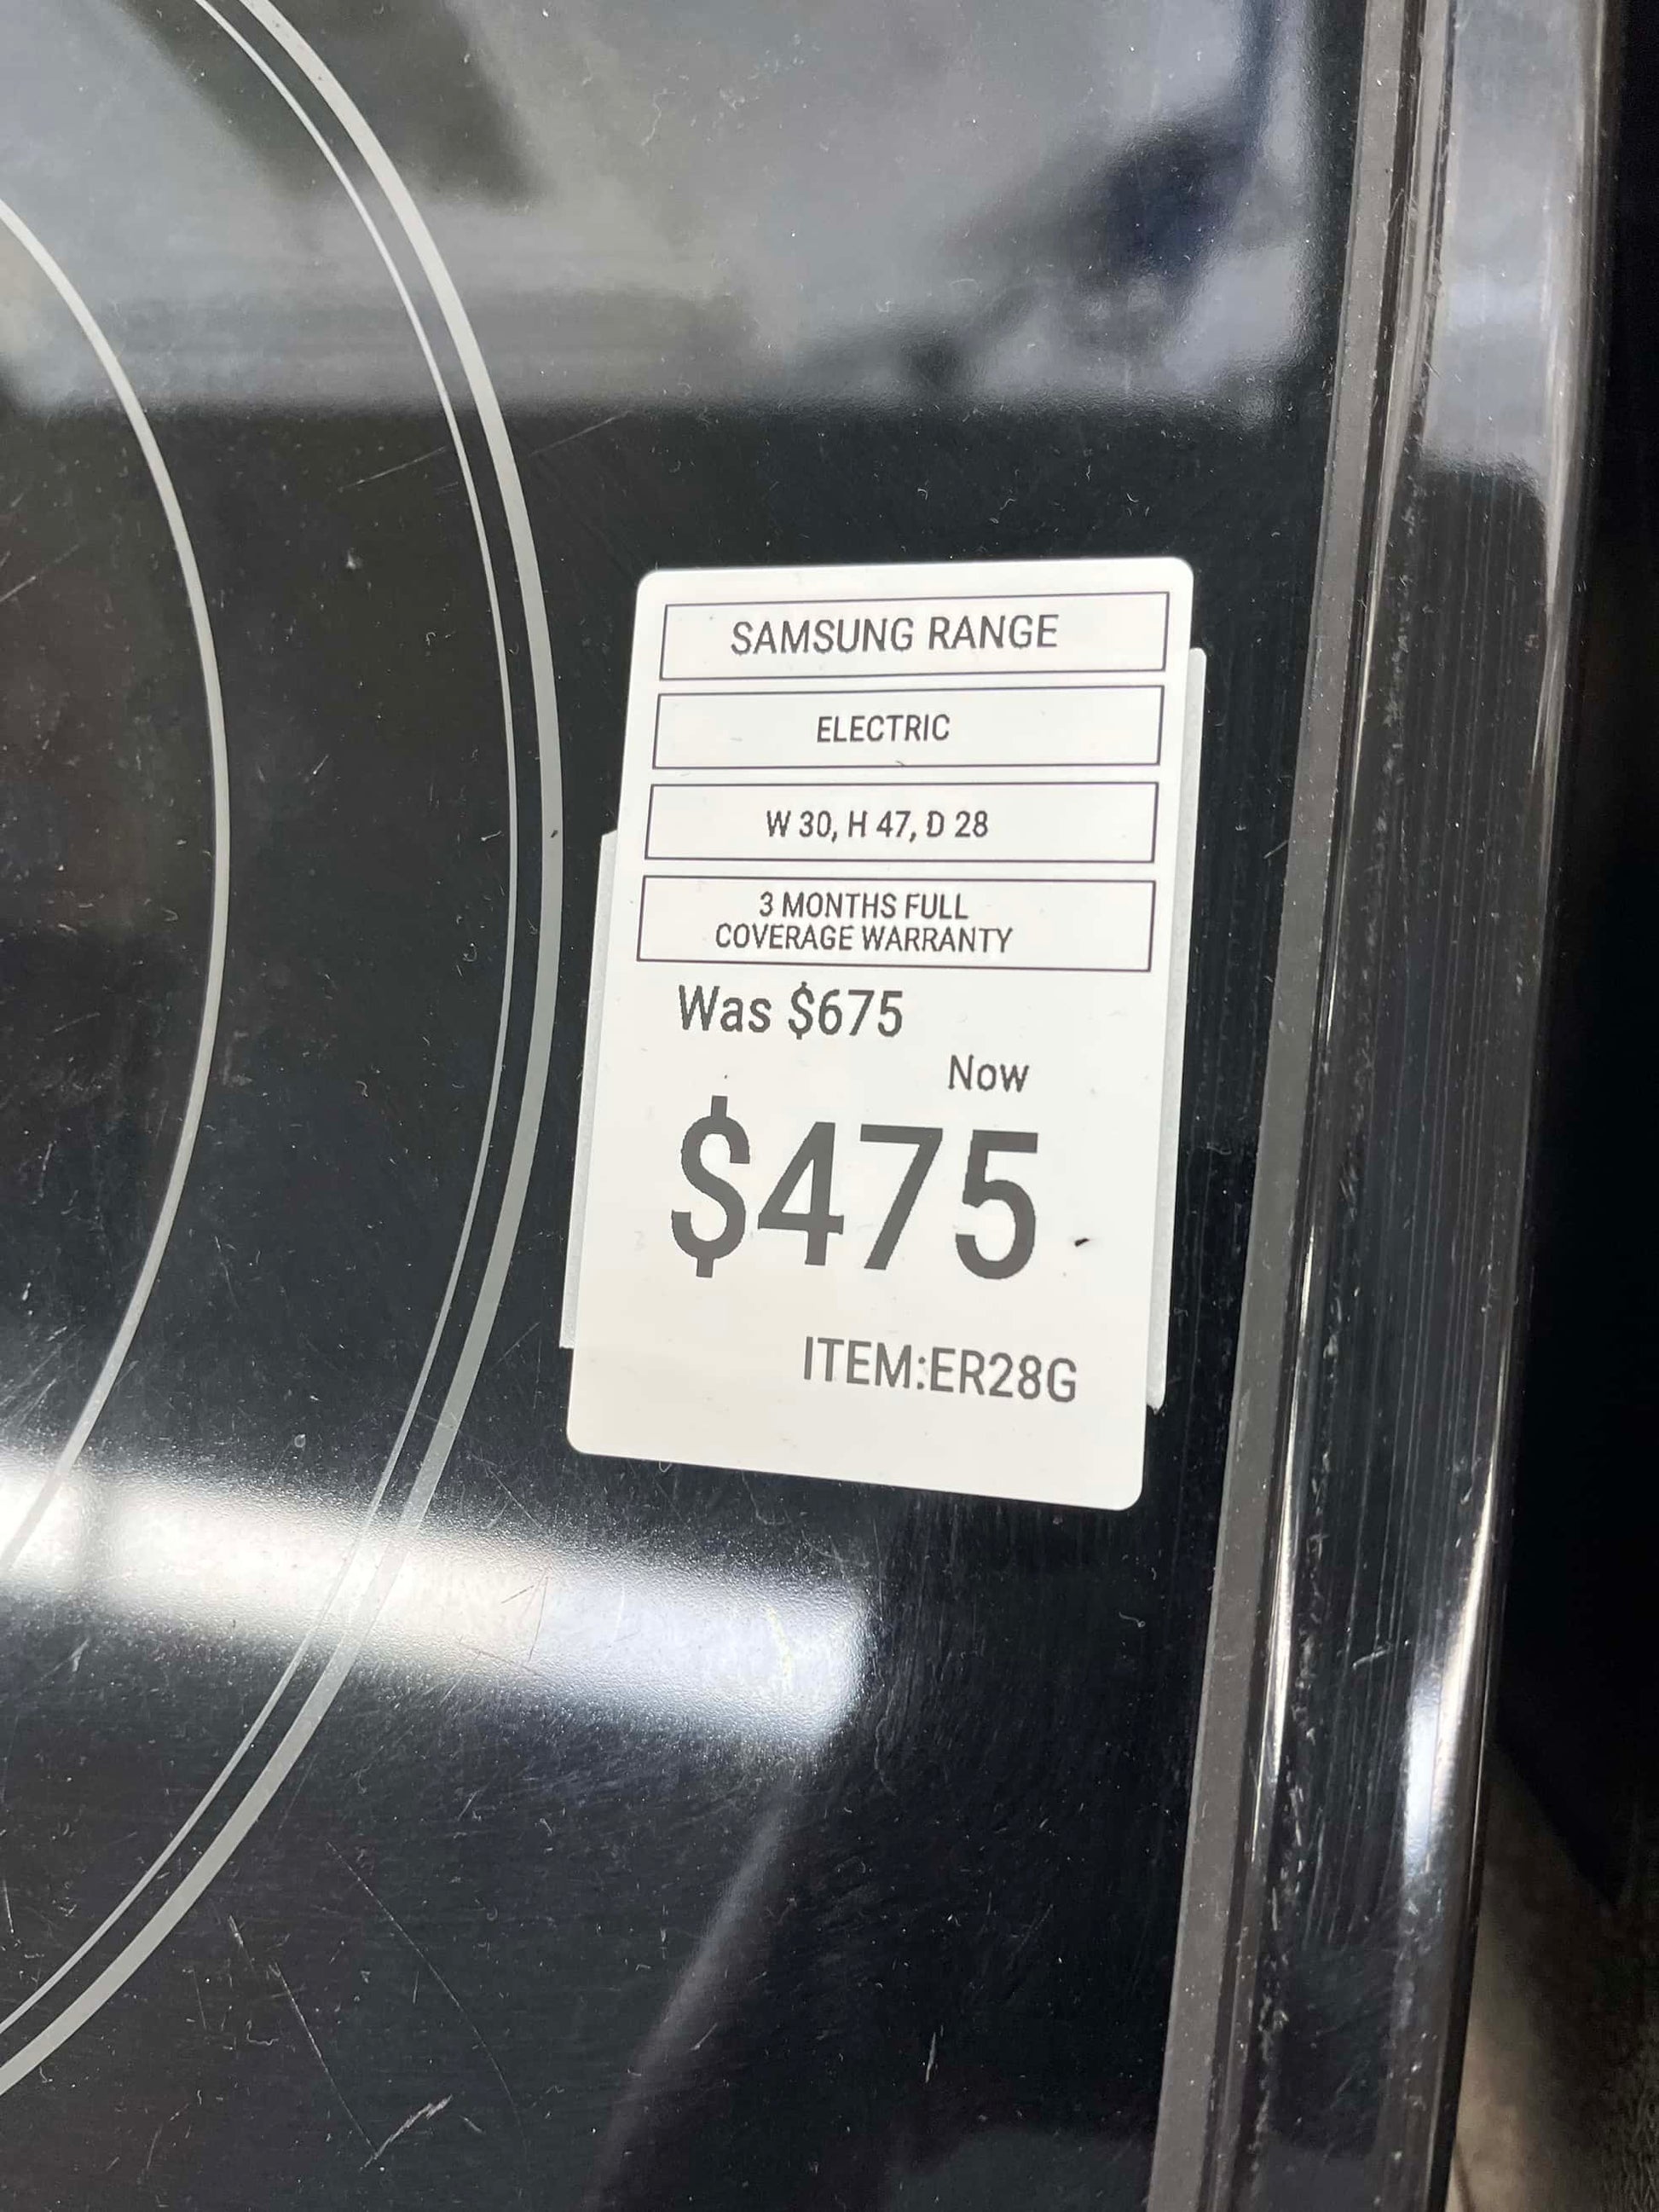 SAMSUNG RANGE
ELECTRIC
W 30, H 47, D 28
3 MONTHS FULL
COVERAGE WARRANTY
Was $675
Now
$475
ITEM:ER28G